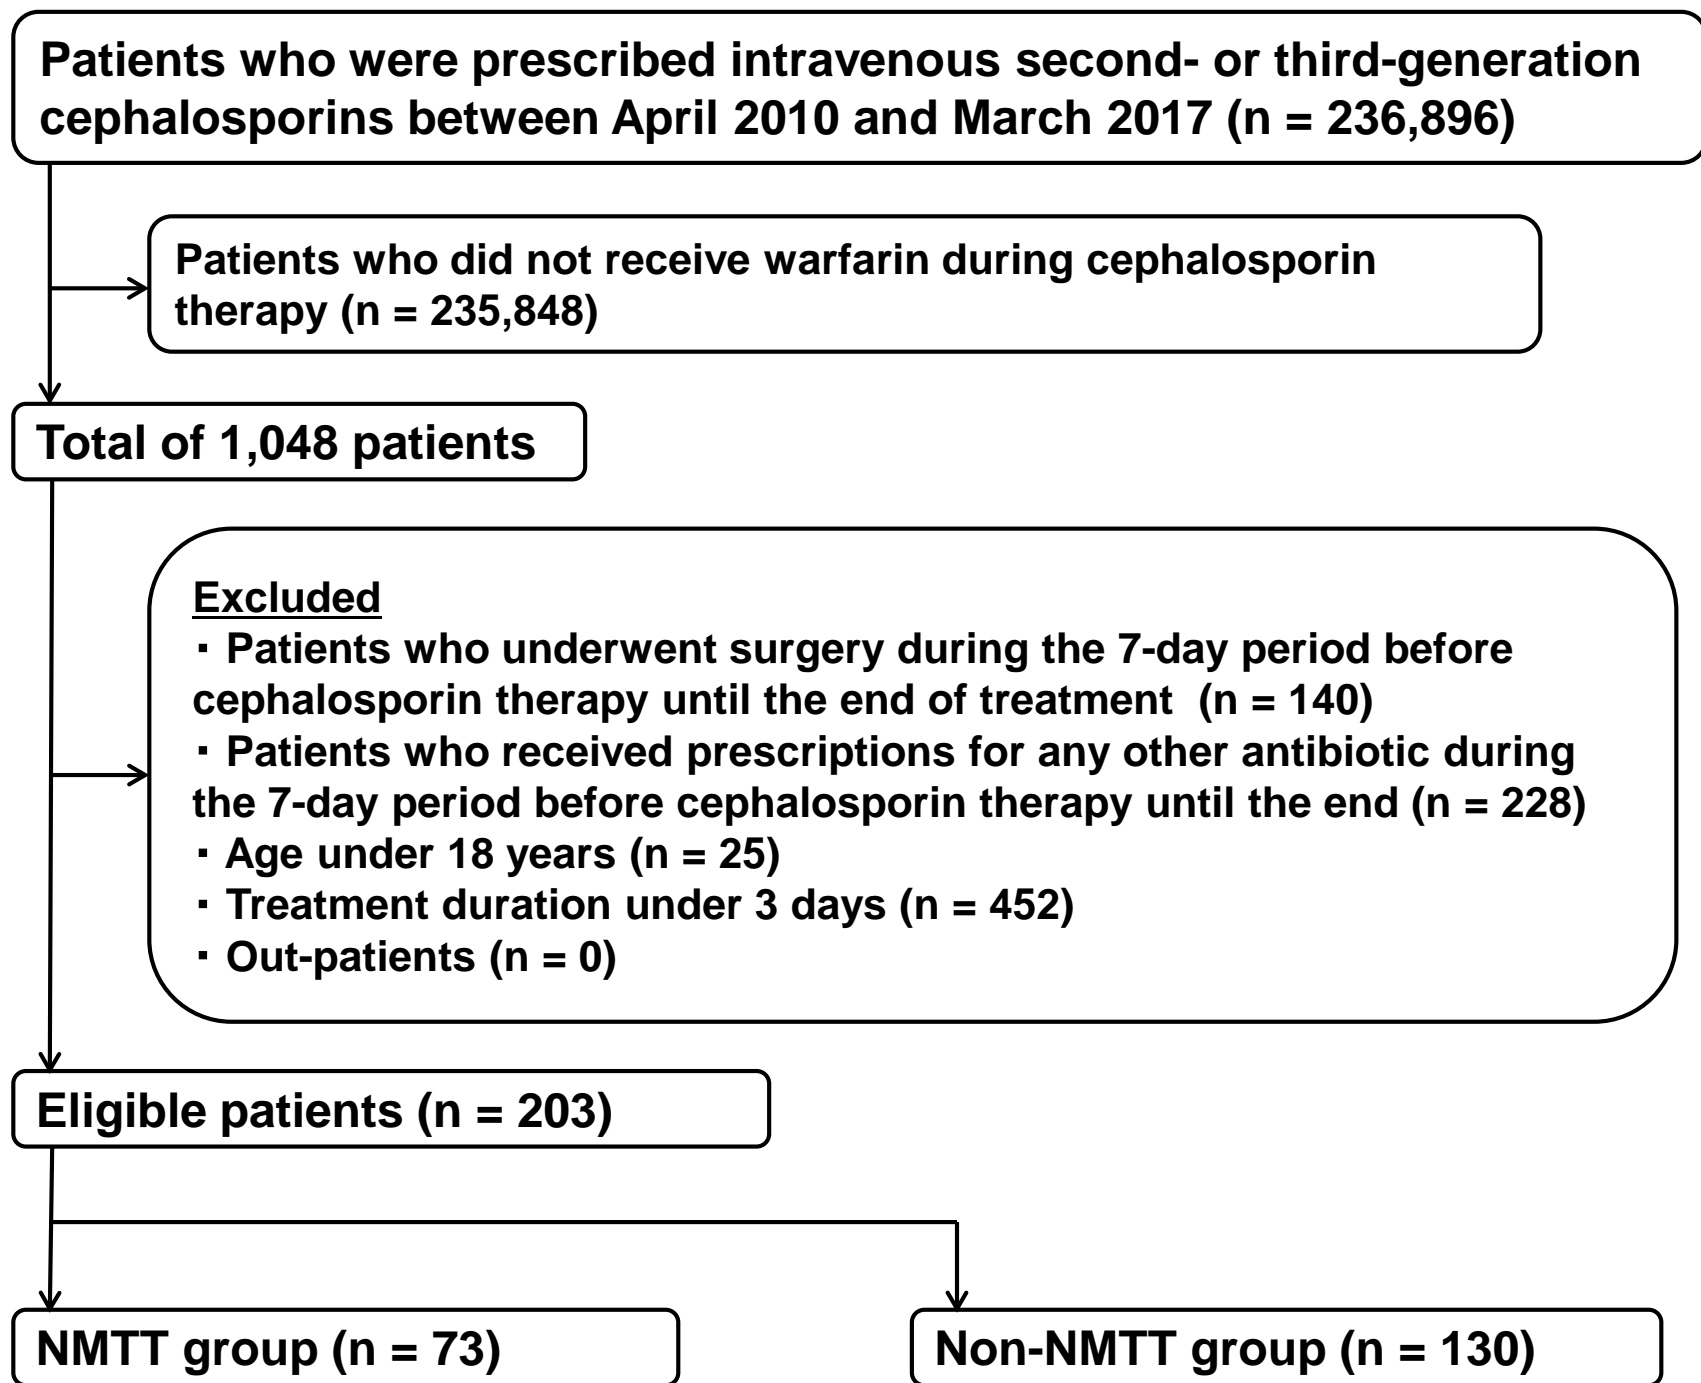 Patients who were prescribed intravenous second- or third-generation
cephalosporins between April 2010 and March 2017 (n = 236,896)
Patients who did not receive warfarin during cephalosporin
therapy (n = 235,848)
Total of 1,048 patients
Excluded
・Patients who underwent surgery during the 7-day period before
cephalosporin therapy until the end of treatment (n = 140)
・Patients who received prescriptions for any other antibiotic during
the 7-day period before cephalosporin therapy until the end (n = 228)
・Age under 18 years (n = 25)
・Treatment duration under 3 days (n = 452)
・Out-patients (n = 0)
Eligible patients (n = 203)
NMTT group (n = 73)
Non-NMTT group (n = 130)